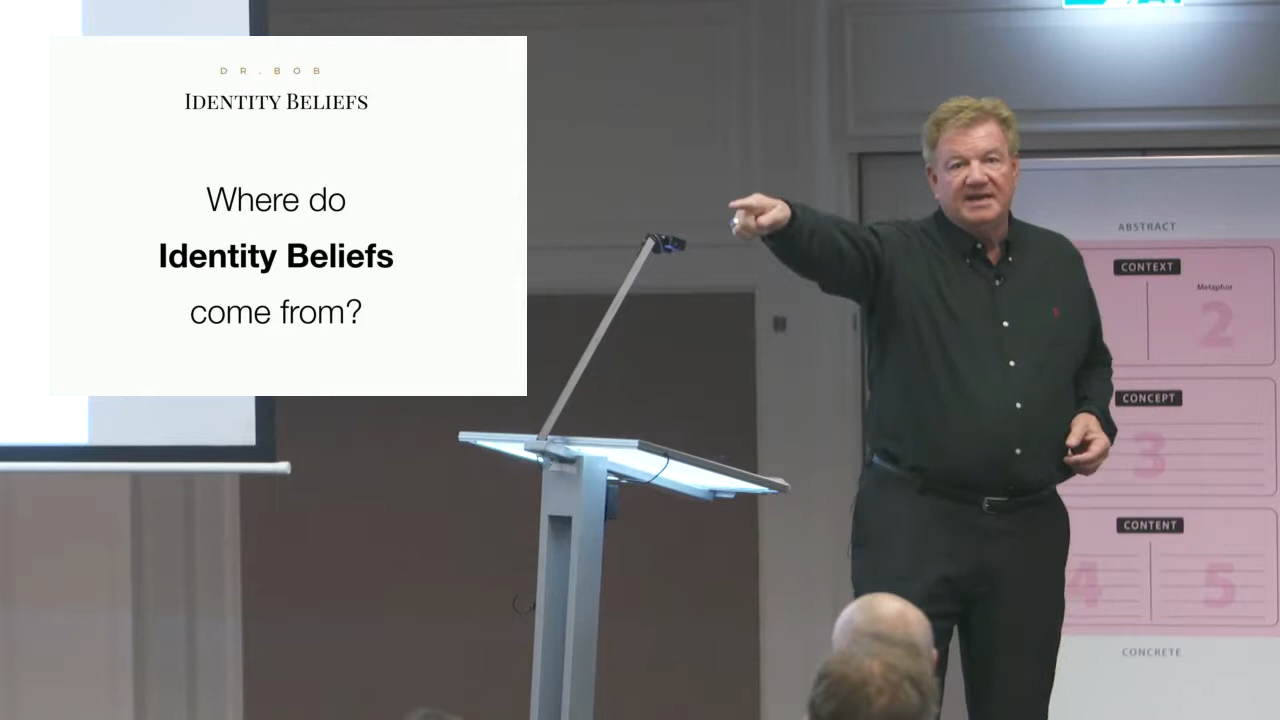 DR.BOB
IDENTITY BELIEFS
Where do
Identity Beliefs
come from?
ABSTRACT
CONTEXT
Metaphor
2
CONCEPT
3
CONTENT
4
5
CONCRETE